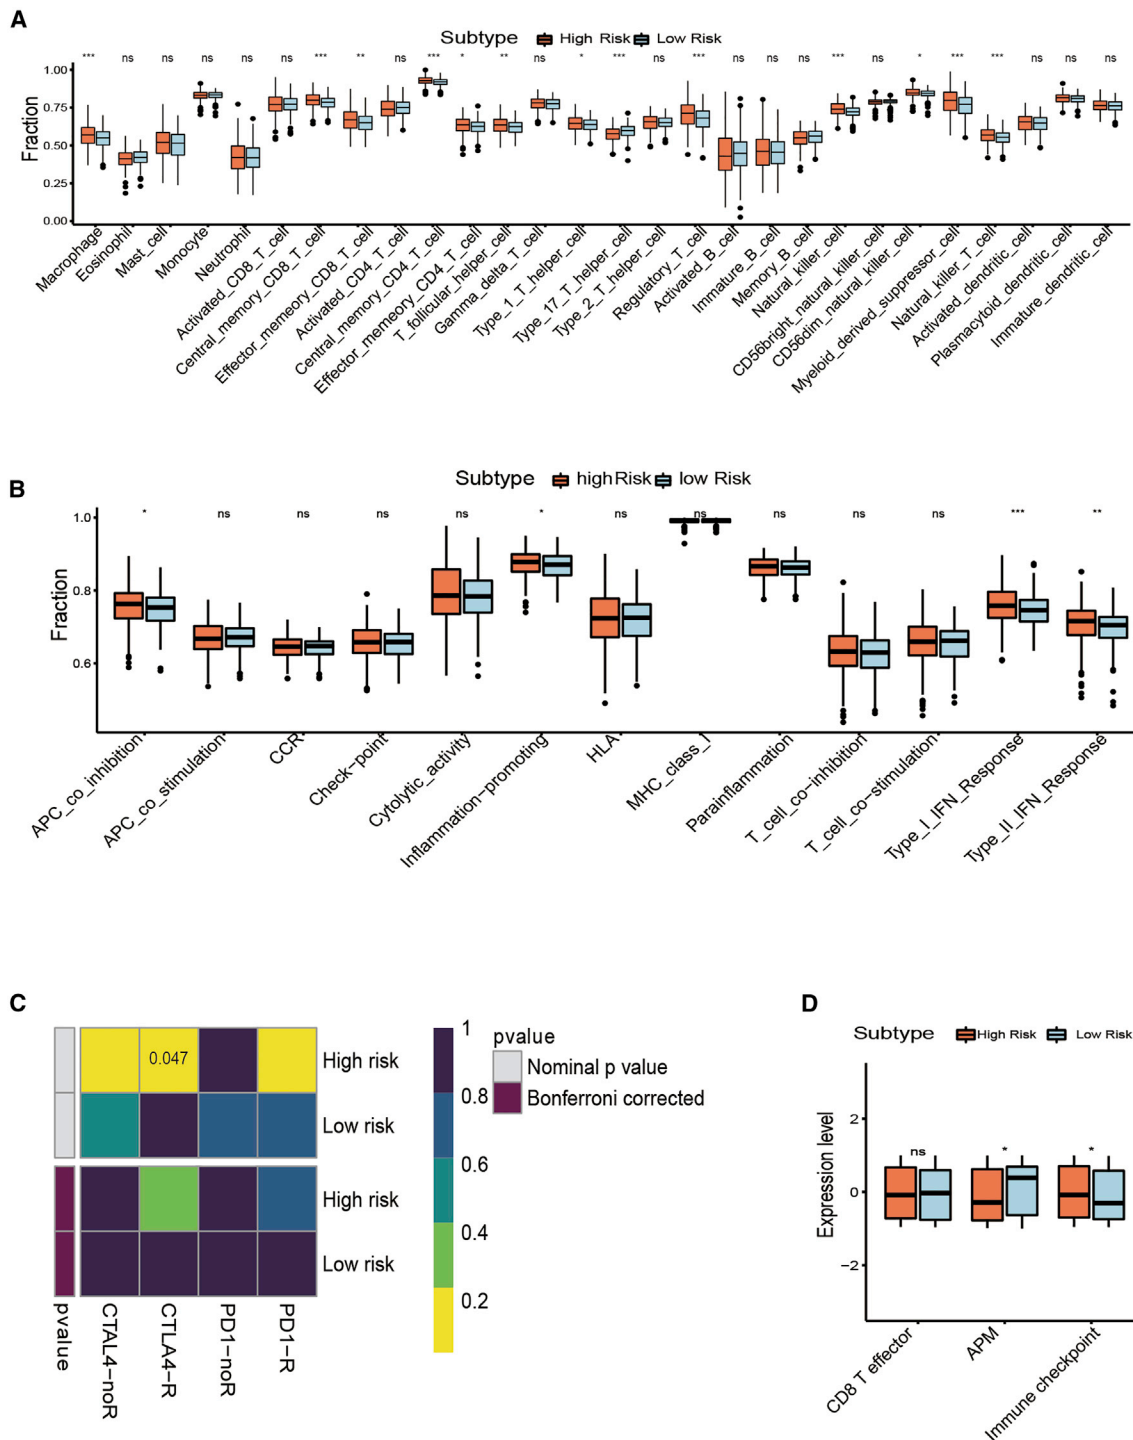 A
Subtype High Risk Low Risk
*** ns ns ns ns ns *** ** ns *** * ** ns * *** ns *** ns ns ns *** ns * *** *** ns ns ns
Fraction
1.00
0.75
0.50
0.25
0.00
Macrophage
Eosinophil
Mast_cell
Monocyte
Neutrophil
Activated_CD8_T_cell
Central_memory_CD8_T_cell
Effector_memeory_CD8_T_cell
Activated_CD4_T_cell
Central_memory_CD4_T_cell
Effector_memeory_CD4_T_cell
T_follicular_helper_cell
Gamma_delta_T_cell
Type_1_T_helper_cell
Type_17_T_helper_cell
Type_2_T_helper_cell
Regulatory_T_cell
Activated_B_cell
Immature_B_cell
Memory_B_cell
Natural_killer_cell
CD56bright_natural_killer_cell
CD56dim_natural_killer_cell
Myeloid_derived_suppressor_cell
Natural_killer_T_cell
Activated_dendritic_cell
Plasmacytoid_dendritic_cell
Immature_dendritic_cell
B
Subtype high Risk low Risk
* ns ns ns ns * ns ns ns ns ns *** **
Fraction
1.0
0.8
0.6
APC_co_inhibition
APC_co_stimulation
CCR
Check-point
Cytolytic_activity
Inflammation-promoting
HLA
MHC_class_I
Parainflammation
T_cell_co-inhibition
T_cell_co-stimulation
Type_I_IFN_Response
Type_II_IFN_Response
C
0.047
High risk
Low risk
High risk
Low risk
pvalue
CTAL4-noR
CTLA4-R
PD1-noR
PD1-R
1
0.8
0.6
0.4
0.2
pvalue
Nominal p value
Bonferroni corrected
D
Subtype High Risk Low Risk
ns * *
Expression level
2
0
-2
CD8 T effector
APM
Immune checkpoint